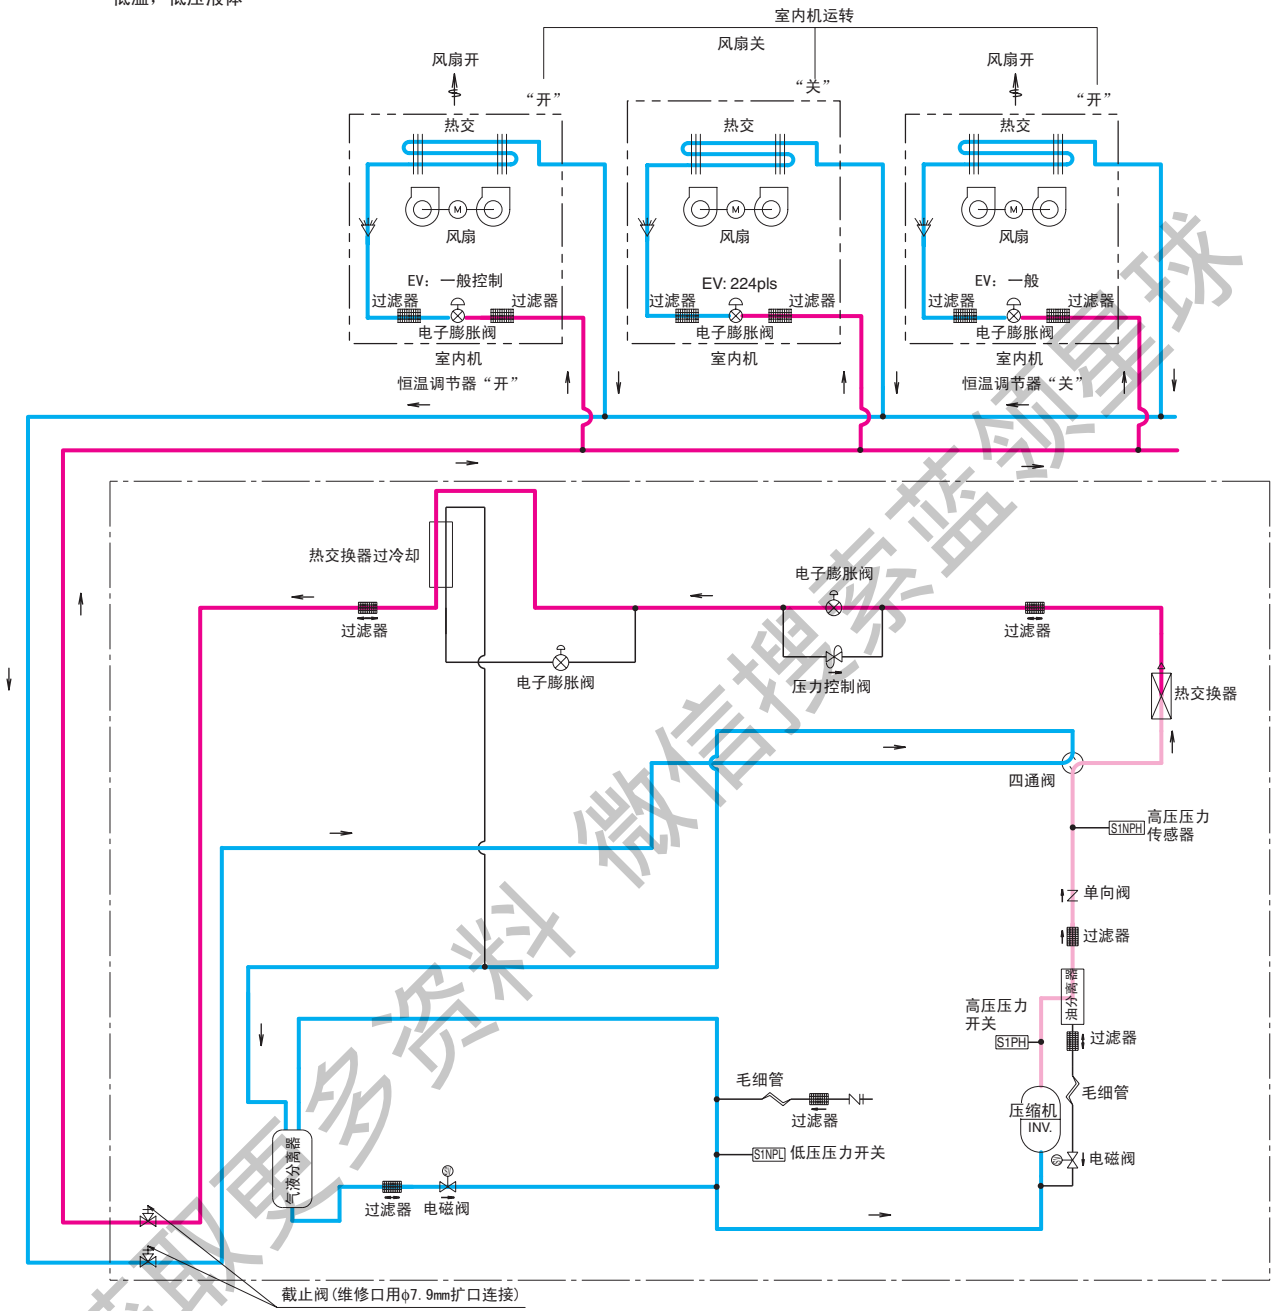 低温，低压液体
室内机运转
风扇关
风扇开
风扇开
“开”
“关”
“开”
热交
热交
热交
M
M
M
风扇
风扇
风扇
EV：一般控制
EV: 224pls
EV：一般
过滤器
过滤器
过滤器
过滤器
过滤器
过滤器
电子膨胀阀
电子膨胀阀
电子膨胀阀
室内机
室内机
室内机
恒温调节器“开”
恒温调节器“关”
热交换器过冷却
电子膨胀阀
过滤器
过滤器
电子膨胀阀
压力控制阀
热交换器
四通阀
S1NPH
高压压力
传感器
单向阀
过滤器
油分离器
高压压力
开关
S1PH
过滤器
毛细管
毛细管
过滤器
压缩机
INV.
气液分离器
S1NPL
低压压力开关
电磁阀
过滤器
电磁阀
截止阀(维修口用φ7.9mm扩口连接)
获取更多资料 微信搜索蓝领星球